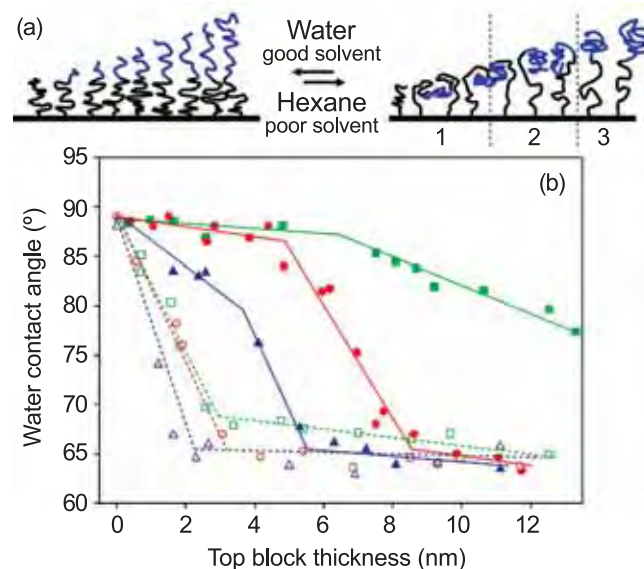 (a)
Water
good solvent
Hexane
poor solvent
1 2 3
(b)
95
90
85
80
75
70
65
60
Water contact angle (º)
0 2 4 6 8 10 12
Top block thickness (nm)